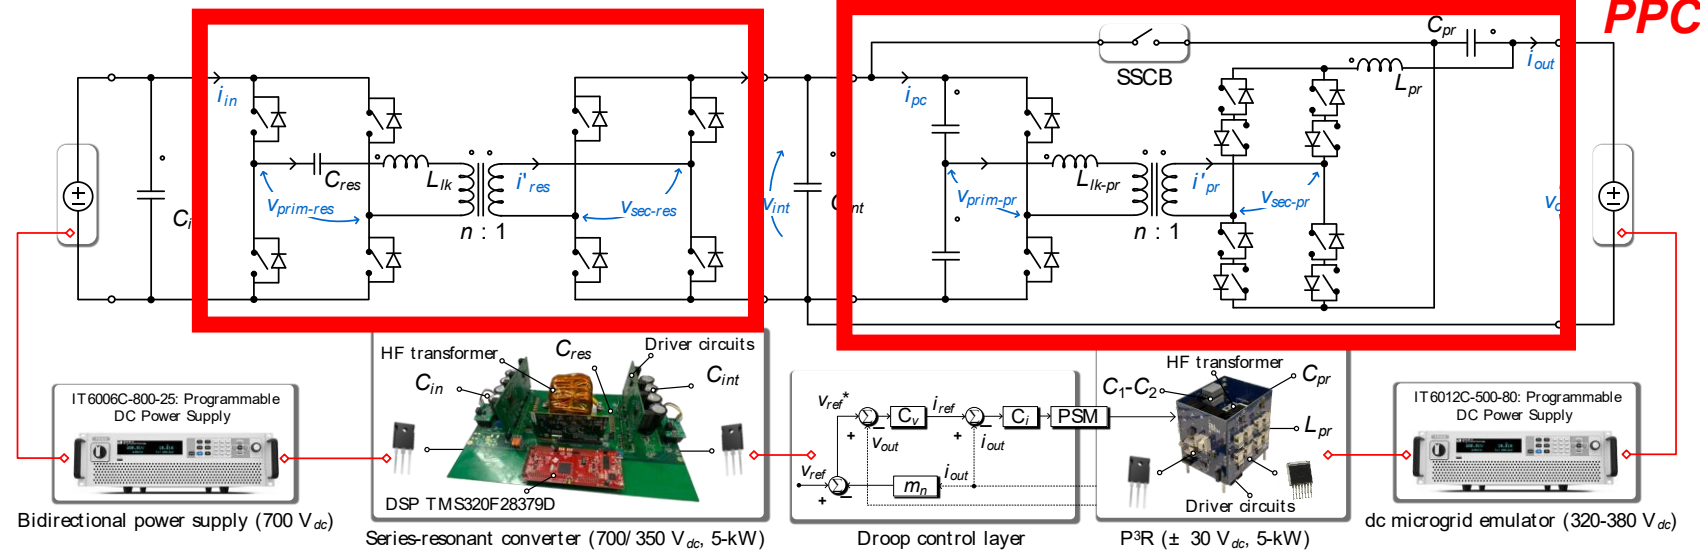 PPC
C_pr
SSCB
i_out
L_pr
i_in
i_pc
C_res
L_lk
i'_res
v_prim-res
v_sec-res
v_int
n : 1
C_i
L_lk-pr
i'_pr
v_prim-pr
v_sec-pr
n : 1
HF transformer
C_res
Driver circuits
C_in
C_int
DSP TMS320F28379D
IT6006C-800-25: Programmable
DC Power Supply
Bidirectional power supply (700 V_dc)
Series-resonant converter (700/350 V_dc, 5-kW)
v_ref*
C_v
i_ref
C_i
PSM
+
v_out
+
i_out
v_ref
m_n
i_out
+
Droop control layer
HF transformer
C_1-C_2
C_pr
L_pr
Driver circuits
P³R (± 30 V_dc, 5-kW)
IT6012C-500-80: Programmable
DC Power Supply
dc microgrid emulator (320-380 V_dc)